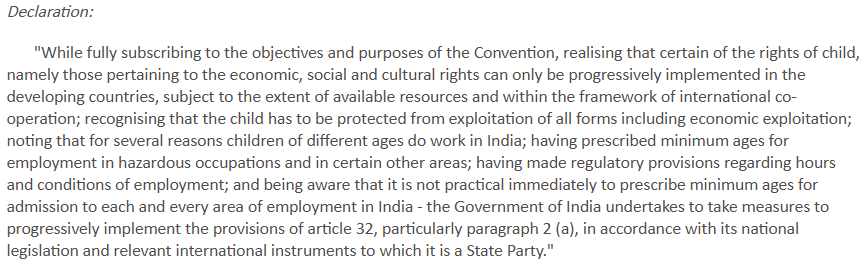 Declaration:
"While fully subscribing to the objectives and purposes of the Convention, realising that certain of the rights of child,
namely those pertaining to the economic, social and cultural rights can only be progressively implemented in the
developing countries, subject to the extent of available resources and within the framework of international co-
operation; recognising that the child has to be protected from exploitation of all forms including economic exploitation;
noting that for several reasons children of different ages do work in India; having prescribed minimum ages for
employment in hazardous occupations and in certain other areas; having made regulatory provisions regarding hours
and conditions of employment; and being aware that it is not practical immediately to prescribe minimum ages for
admission to each and every area of employment in India - the Government of India undertakes to take measures to
progressively implement the provisions of article 32, particularly paragraph 2 (a), in accordance with its national
legislation and relevant international instruments to which it is a State Party."